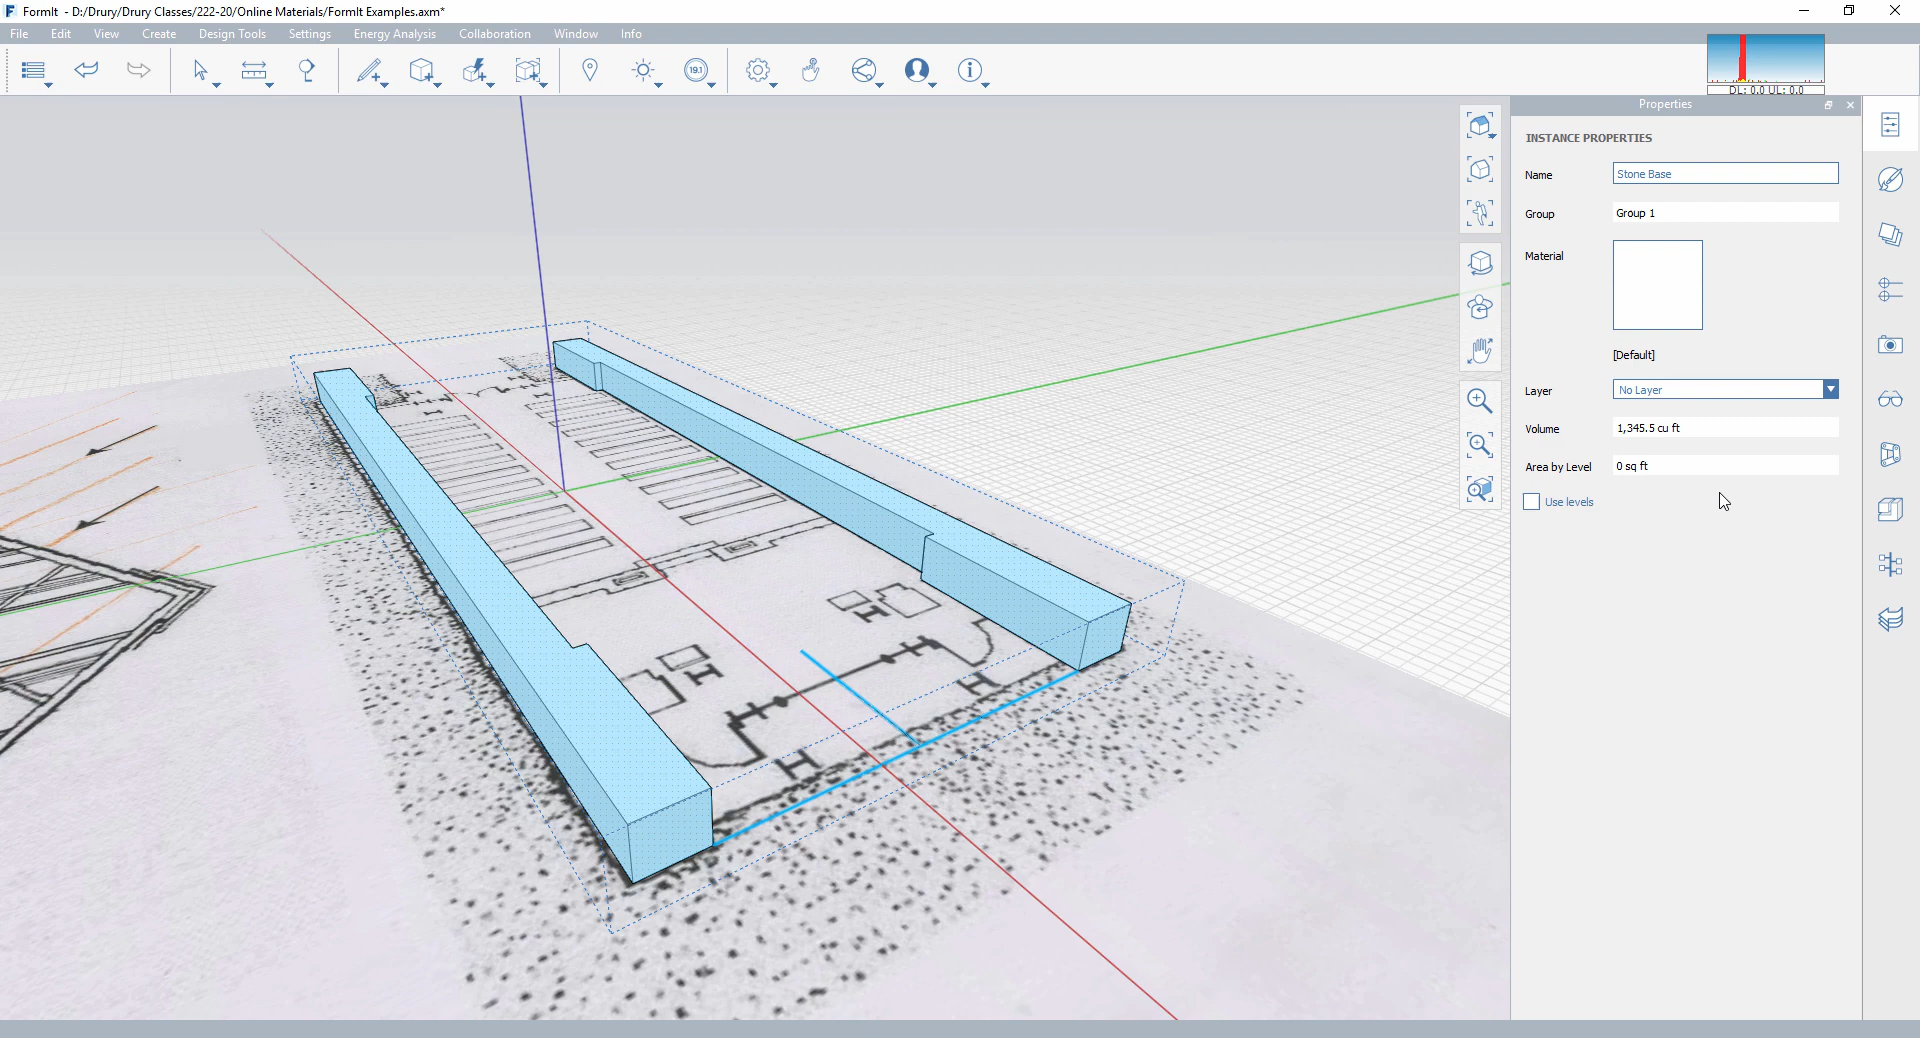 FormIt - D:/Drury/Drury Classes/222-20/Online Materials/FormIt Examples.axm*
File Edit View Create Design Tools Settings Energy Analysis Collaboration Window Info
19.1
DL: 0.0 UL: 0.0
Properties
INSTANCE PROPERTIES
Name Stone Base
Group Group 1
Material
[Default]
Layer No Layer
Volume 1,345.5 cu ft
Area by Level 0 sq ft
Use levels